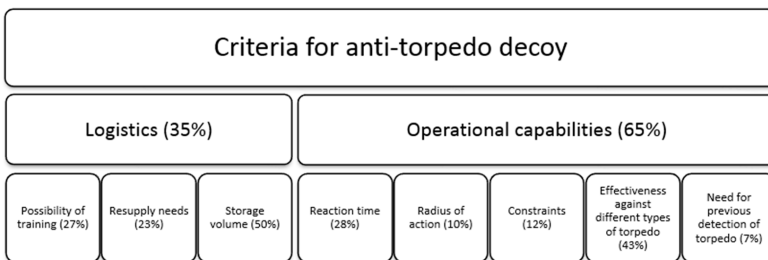 Criteria for anti-torpedo decoy
Logistics (35%)
Operational capabilities (65%)
Possibility of
training (27%)
Resupply needs
(23%)
Storage
volume (50%)
Reaction time
(28%)
Radius of
action (10%)
Constraints
(12%)
Effectiveness
against
different types
of torpedo
(43%)
Need for
previous
detection of
torpedo (7%)